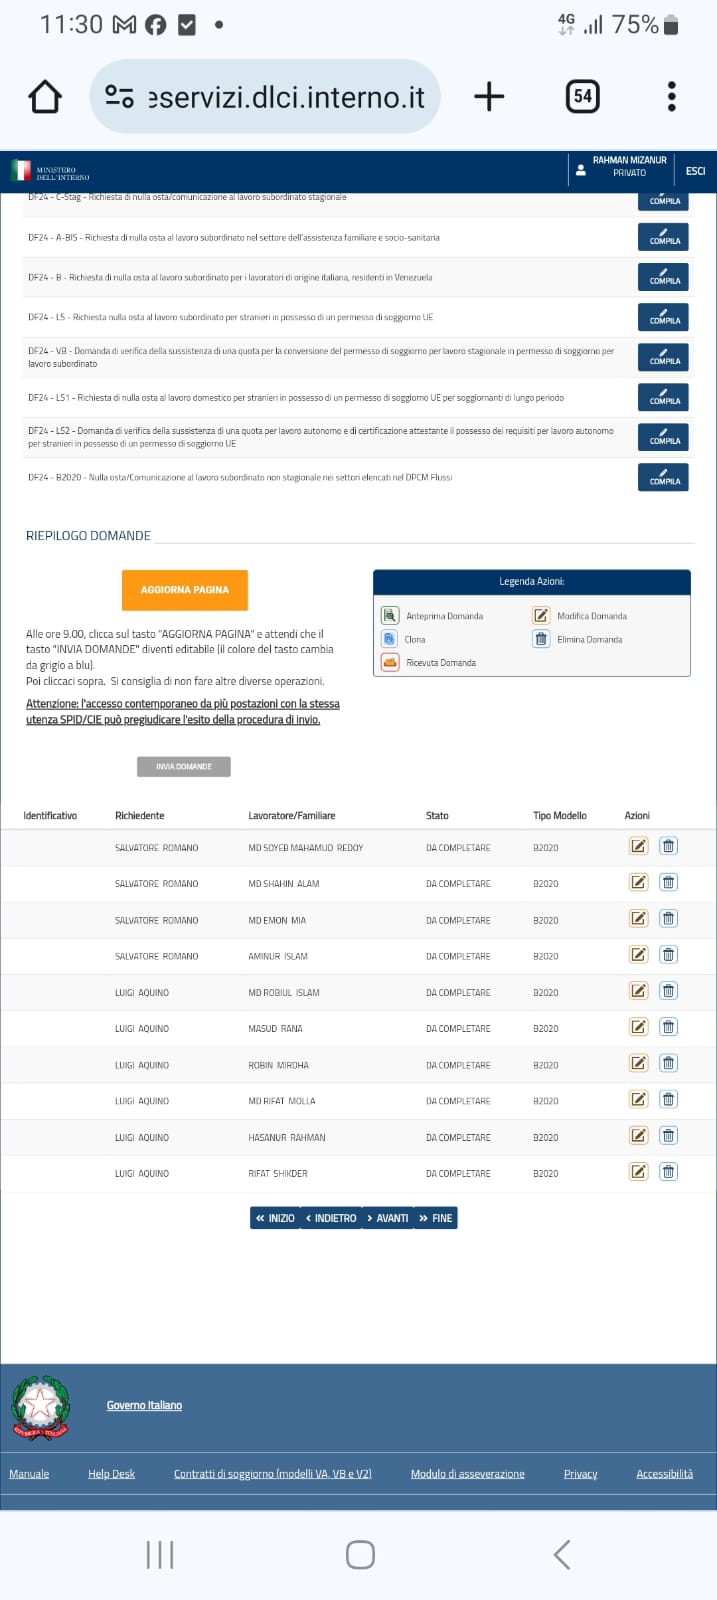 11:30
4G
75%
eservizi.dlci.interno.it
54
MINISTERO
DELL'INTERNO
RAHMAN MIZANUR
PRIVATO
ESCI
DF24 - C-Stag - Richiesta di nulla osta/comunicazione al lavoro subordinato stagionale
COMPILA
DF24 - A-BIS - Richiesta di nulla osta al lavoro subordinato nel settore dell'assistenza familiare e socio-sanitaria
COMPILA
DF24 - B - Richiesta di nulla osta al lavoro subordinato per i lavoratori di origine italiana, residenti in Venezuela
COMPILA
DF24 - LS - Richiesta nulla osta al lavoro subordinato per stranieri in possesso di un permesso di soggiorno UE
COMPILA
DF24 - VB - Domanda di verifica della sussistenza di una quota per la conversione del permesso di soggiorno per lavoro stagionale in permesso di soggiorno per
lavoro subordinato
COMPILA
DF24 - LS1 - Richiesta di nulla osta al lavoro domestico per stranieri in possesso di un permesso di soggiorno UE per soggiornanti di lungo periodo
COMPILA
DF24 - LS2 - Domanda di verifica della sussistenza di una quota per lavoro autonomo e di certificazione attestante il possesso dei requisiti per lavoro autonomo
per stranieri in possesso di un permesso di soggiorno UE
COMPILA
DF24 - B2020 - Nulla osta/Comunicazione al lavoro subordinato non stagionale nei settori elencati nel DPCM Flussi
COMPILA
RIEPILOGO DOMANDE
AGGIORNA PAGINA
Alle ore 9.00, clicca sul tasto "AGGIORNA PAGINA" e attendi che il
tasto "INVIA DOMANDE" diventi editabile (il colore del tasto cambia
da grigio a blu).
Poi cliccaci sopra. Si consiglia di non fare altre diverse operazioni.
Attenzione: l'accesso contemporaneo da più postazioni con la stessa
utenza SPID/CIE può pregiudicare l'esito della procedura di invio.
Legenda Azioni:
Anteprima Domanda
Modifica Domanda
Clona
Elimina Domanda
Ricevuta Domanda
INVIA DOMANDE
Identificativo Richiedente Lavoratore/Familiare Stato Tipo Modello Azioni
SALVATORE ROMANO MD SOYEB MAHAMUD REDOY DA COMPLETARE B2020
SALVATORE ROMANO MD SHAHIN ALAM DA COMPLETARE B2020
SALVATORE ROMANO MD EMON MIA DA COMPLETARE B2020
SALVATORE ROMANO AMINUR ISLAM DA COMPLETARE B2020
LUIGI AQUINO MD ROBIUL ISLAM DA COMPLETARE B2020
LUIGI AQUINO MASUD RANA DA COMPLETARE B2020
LUIGI AQUINO ROBIN MIRDHA DA COMPLETARE B2020
LUIGI AQUINO MD RIFAT MOLLA DA COMPLETARE B2020
LUIGI AQUINO HASANUR RAHMAN DA COMPLETARE B2020
LUIGI AQUINO RIFAT SHIKDER DA COMPLETARE B2020
« INIZIO ‹ INDIETRO › AVANTI » FINE
Governo Italiano
Manuale Help Desk Contratti di soggiorno (modelli VA, VB e V2) Modulo di asseverazione Privacy Accessibilità